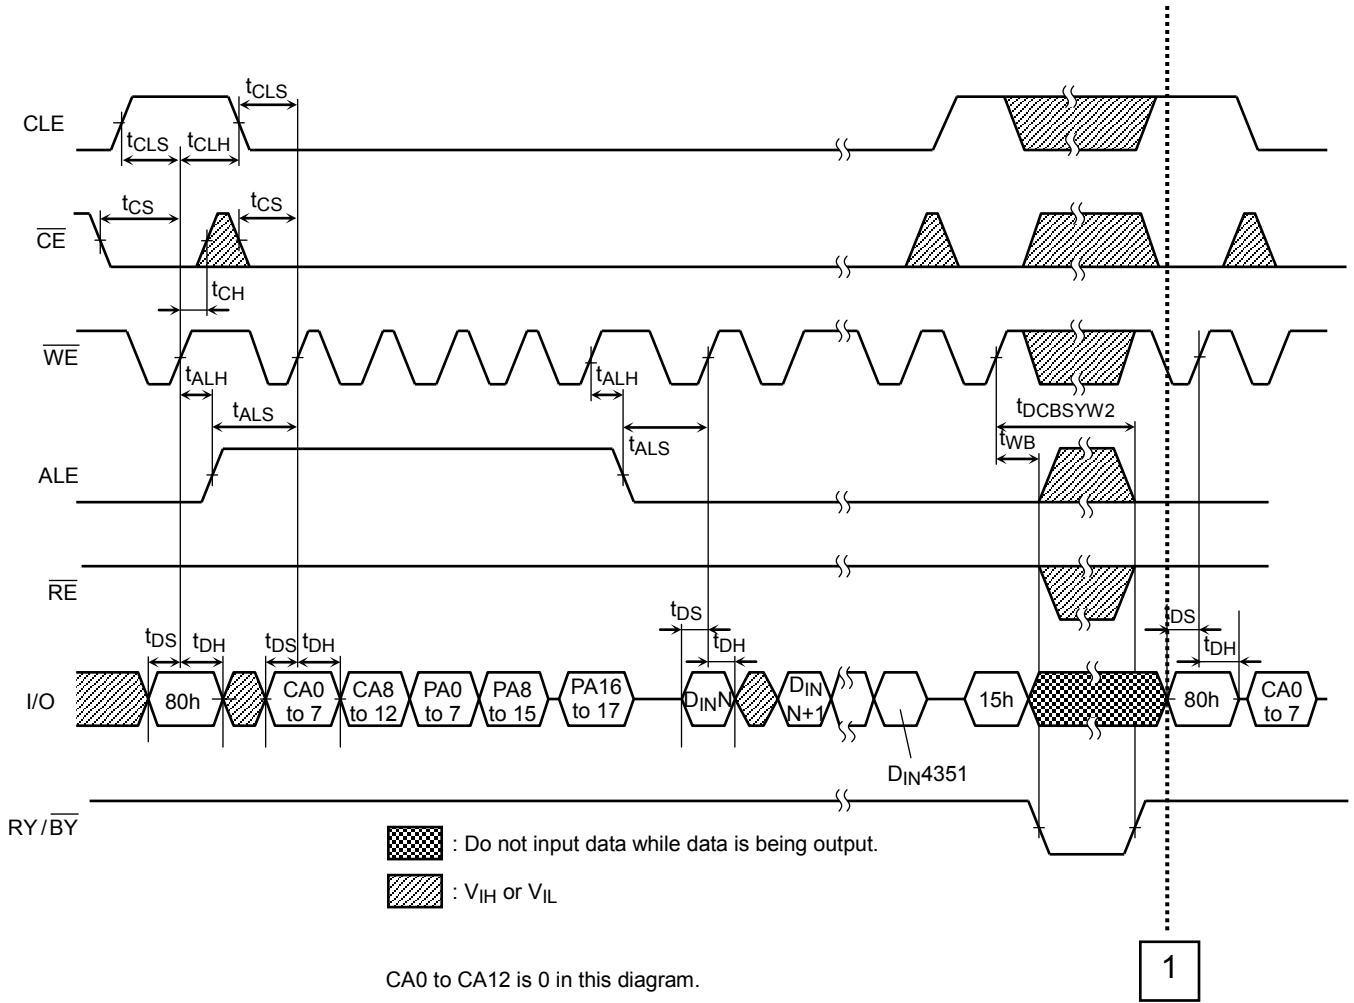 CLE
tCLS
tCLS
tCLH
CE
tCS
tCS
tCH
WE
tALH
tALS
tALH
tALS
tDCBSYW2
tWB
ALE
RE
tDS
tDH
tDS
tDH
tDS
tDH
tDS
tDH
I/O
80h
CA0
to 7
CA8
to 12
PA0
to 7
PA8
to 15
PA16
to 17
DINN
DIN
N+1
DIN4351
15h
80h
CA0
to 7
RY/BY
: Do not input data while data is being output.
: VIH or VIL
CA0 to CA12 is 0 in this diagram.
1